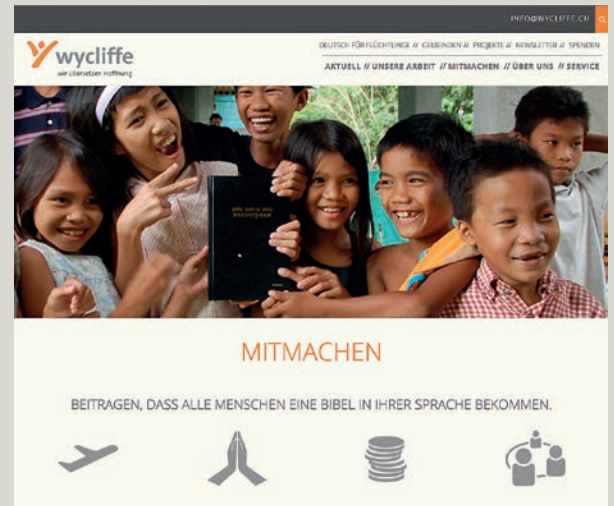 INFO@WYCLIFFE.CH
wycliffe
wir übersetzen Hoffnung
DEUTSCH FÜR FLÜCHTLINGE // GEMEINDEN // PROJEKTE // NEWSLETTER // SPENDEN
AKTUELL // UNSERE ARBEIT // MITMACHEN // ÜBER UNS // SERVICE
MITMACHEN
BEITRAGEN, DASS ALLE MENSCHEN EINE BIBEL IN IHRER SPRACHE BEKOMMEN.